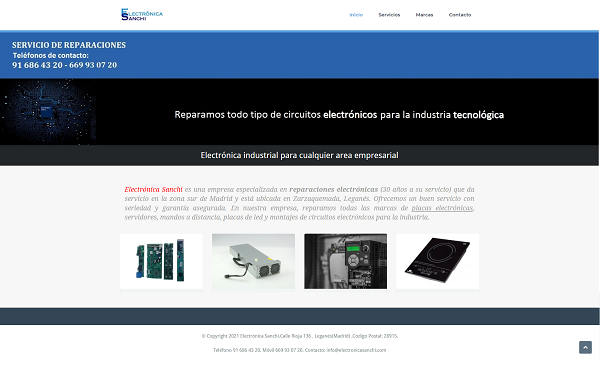 ELECTRÓNICA
SANCHI
Inicio Servicios Marcas Contacto
SERVICIO DE REPARACIONES
Teléfonos de contacto:
91 686 43 20 - 669 93 07 20
Reparamos todo tipo de circuitos electrónicos para la industria tecnológica
Electrónica industrial para cualquier area empresarial
Electrónica Sanchi es una empresa especializada en reparaciones electrónicas (30 años a su servicio) que da
servicio en la zona sur de Madrid y está ubicada en Zarzaquemada, Leganés. Ofrecemos un buen servicio con
seriedad y garantía asegurada. En nuestra empresa, reparamos todas las marcas de placas electrónicas,
servidores, mandos a distancia, placas de led y montajes de circuitos electrónicos para la industria.
© Copyright 2021 Electrónica Sanchi,Calle Rioja 136 , Leganés(Madrid) ,Codigo Postal: 28915.
Teléfono 91 686 43 20, Móvil 669 93 07 20. Contacto: info@electronicasanchi.com